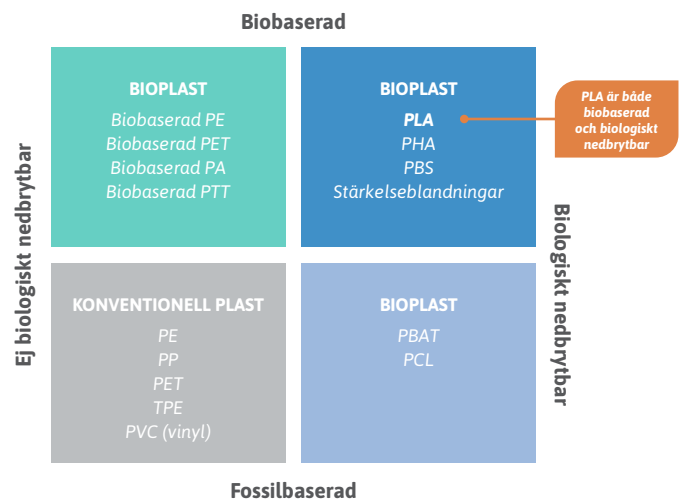 Biobaserad
Ej biologiskt nedbrytbar
BIOPLAST
Biobaserad PE
Biobaserad PET
Biobaserad PA
Biobaserad PTT
BIOPLAST
PLA
PHA
PBS
Stärkelseblandningar
PLA är både
biobaserad
och biologiskt
nedbrytbar
Biologiskt nedbrytbar
KONVENTIONELL PLAST
PE
PP
PET
TPE
PVC (vinyl)
BIOPLAST
PBAT
PCL
Fossilbaserad